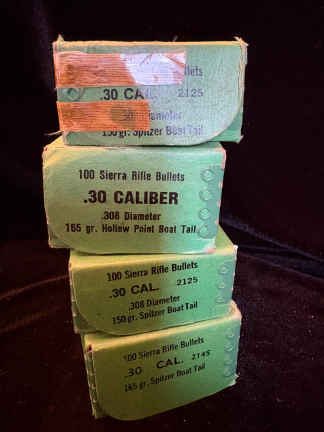 llets
.30 CAL. 2125
Diameter
150 gr. Spitzer Boat Tail
100 Sierra Rifle Bullets
.30 CALIBER
.308 Diameter
165 gr. Hollow Point Boat Tail
100 Sierra Rifle Bullets
.30 CAL. 2125
.308 Diameter
150 gr. Spitzer Boat Tail
100 Sierra Rifle Bullets
.30 CAL. 2145
165 gr. Spitzer Boat Tail